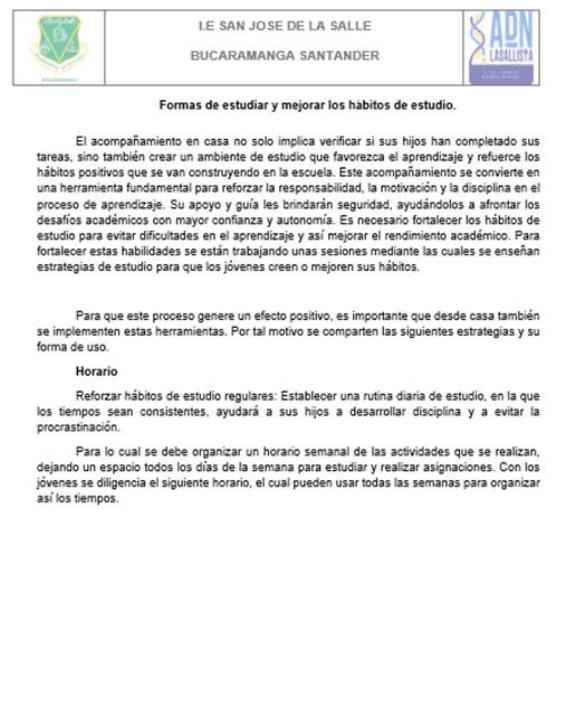 I.E SAN JOSE DE LA SALLE
BUCARAMANGA SANTANDER
ADN
LASALLISTA
Formas de estudiar y mejorar los hábitos de estudio.
El acompañamiento en casa no solo implica verificar si sus hijos han completado sus
tareas, sino también crear un ambiente de estudio que favorezca el aprendizaje y refuerce los
hábitos positivos que se van construyendo en la escuela. Este acompañamiento se convierte en
una herramienta fundamental para reforzar la responsabilidad, la motivación y la disciplina en el
proceso de aprendizaje. Su apoyo y guía les brindarán seguridad, ayudándolos a afrontar los
desafíos académicos con mayor confianza y autonomía. Es necesario fortalecer los hábitos de
estudio para evitar dificultades en el aprendizaje y así mejorar el rendimiento académico. Para
fortalecer estas habilidades se están trabajando unas sesiones mediante las cuales se enseñan
estrategias de estudio para que los jóvenes creen o mejoren sus hábitos.
Para que este proceso genere un efecto positivo, es importante que desde casa también
se implementen estas herramientas. Por tal motivo se comparten las siguientes estrategias y su
forma de uso.
Horario
Reforzar hábitos de estudio regulares: Establecer una rutina diaria de estudio, en la que
los tiempos sean consistentes, ayudará a sus hijos a desarrollar disciplina y a evitar la
procrastinación.
Para lo cual se debe organizar un horario semanal de las actividades que se realizan,
dejando un espacio todos los días de la semana para estudiar y realizar asignaciones. Con los
jóvenes se diligencia el siguiente horario, el cual pueden usar todas las semanas para organizar
así los tiempos.